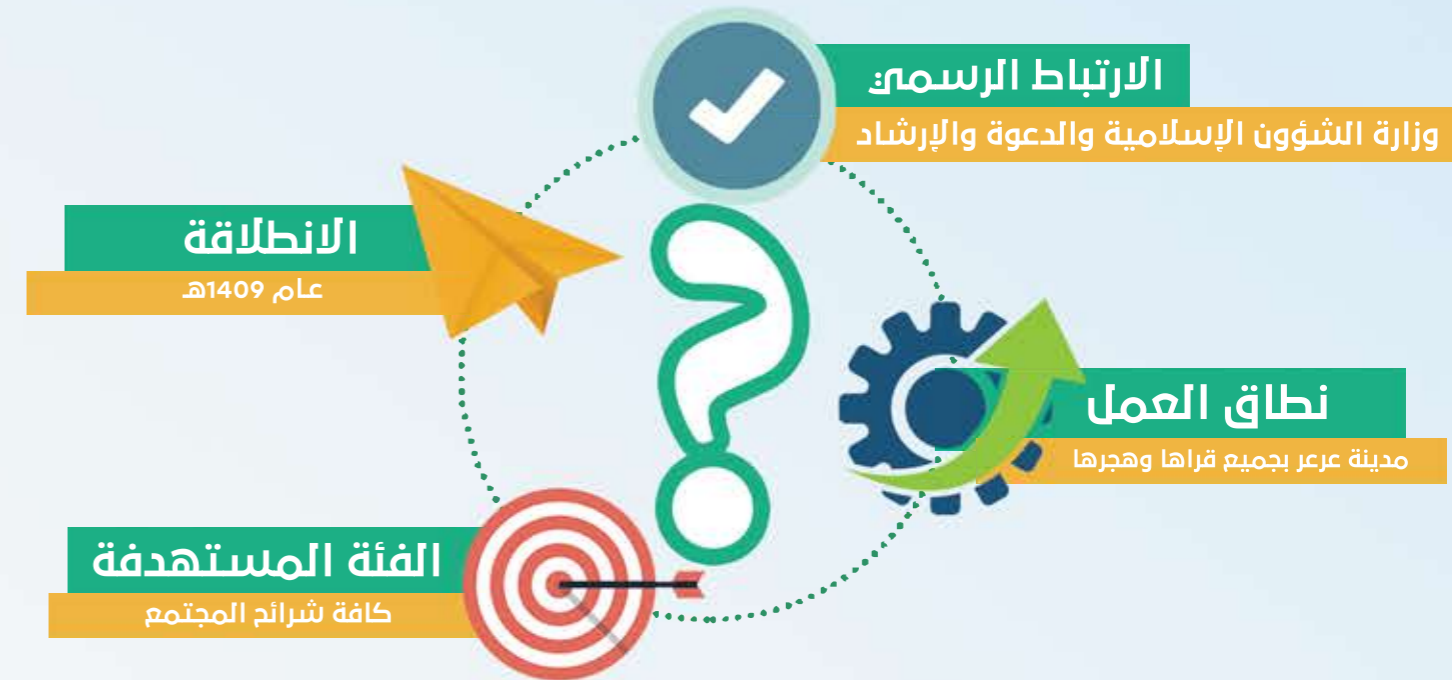 الارتباط الرسمي:
وزارة الشؤون الإسلامية والدعوة والإرشاد
الانطلاقة
عام 1409هـ
نطاق العمل
مدينة عرعر بجميع قراها وهجرها
الفئة المستهدفة
كافة شرائح المجتمع